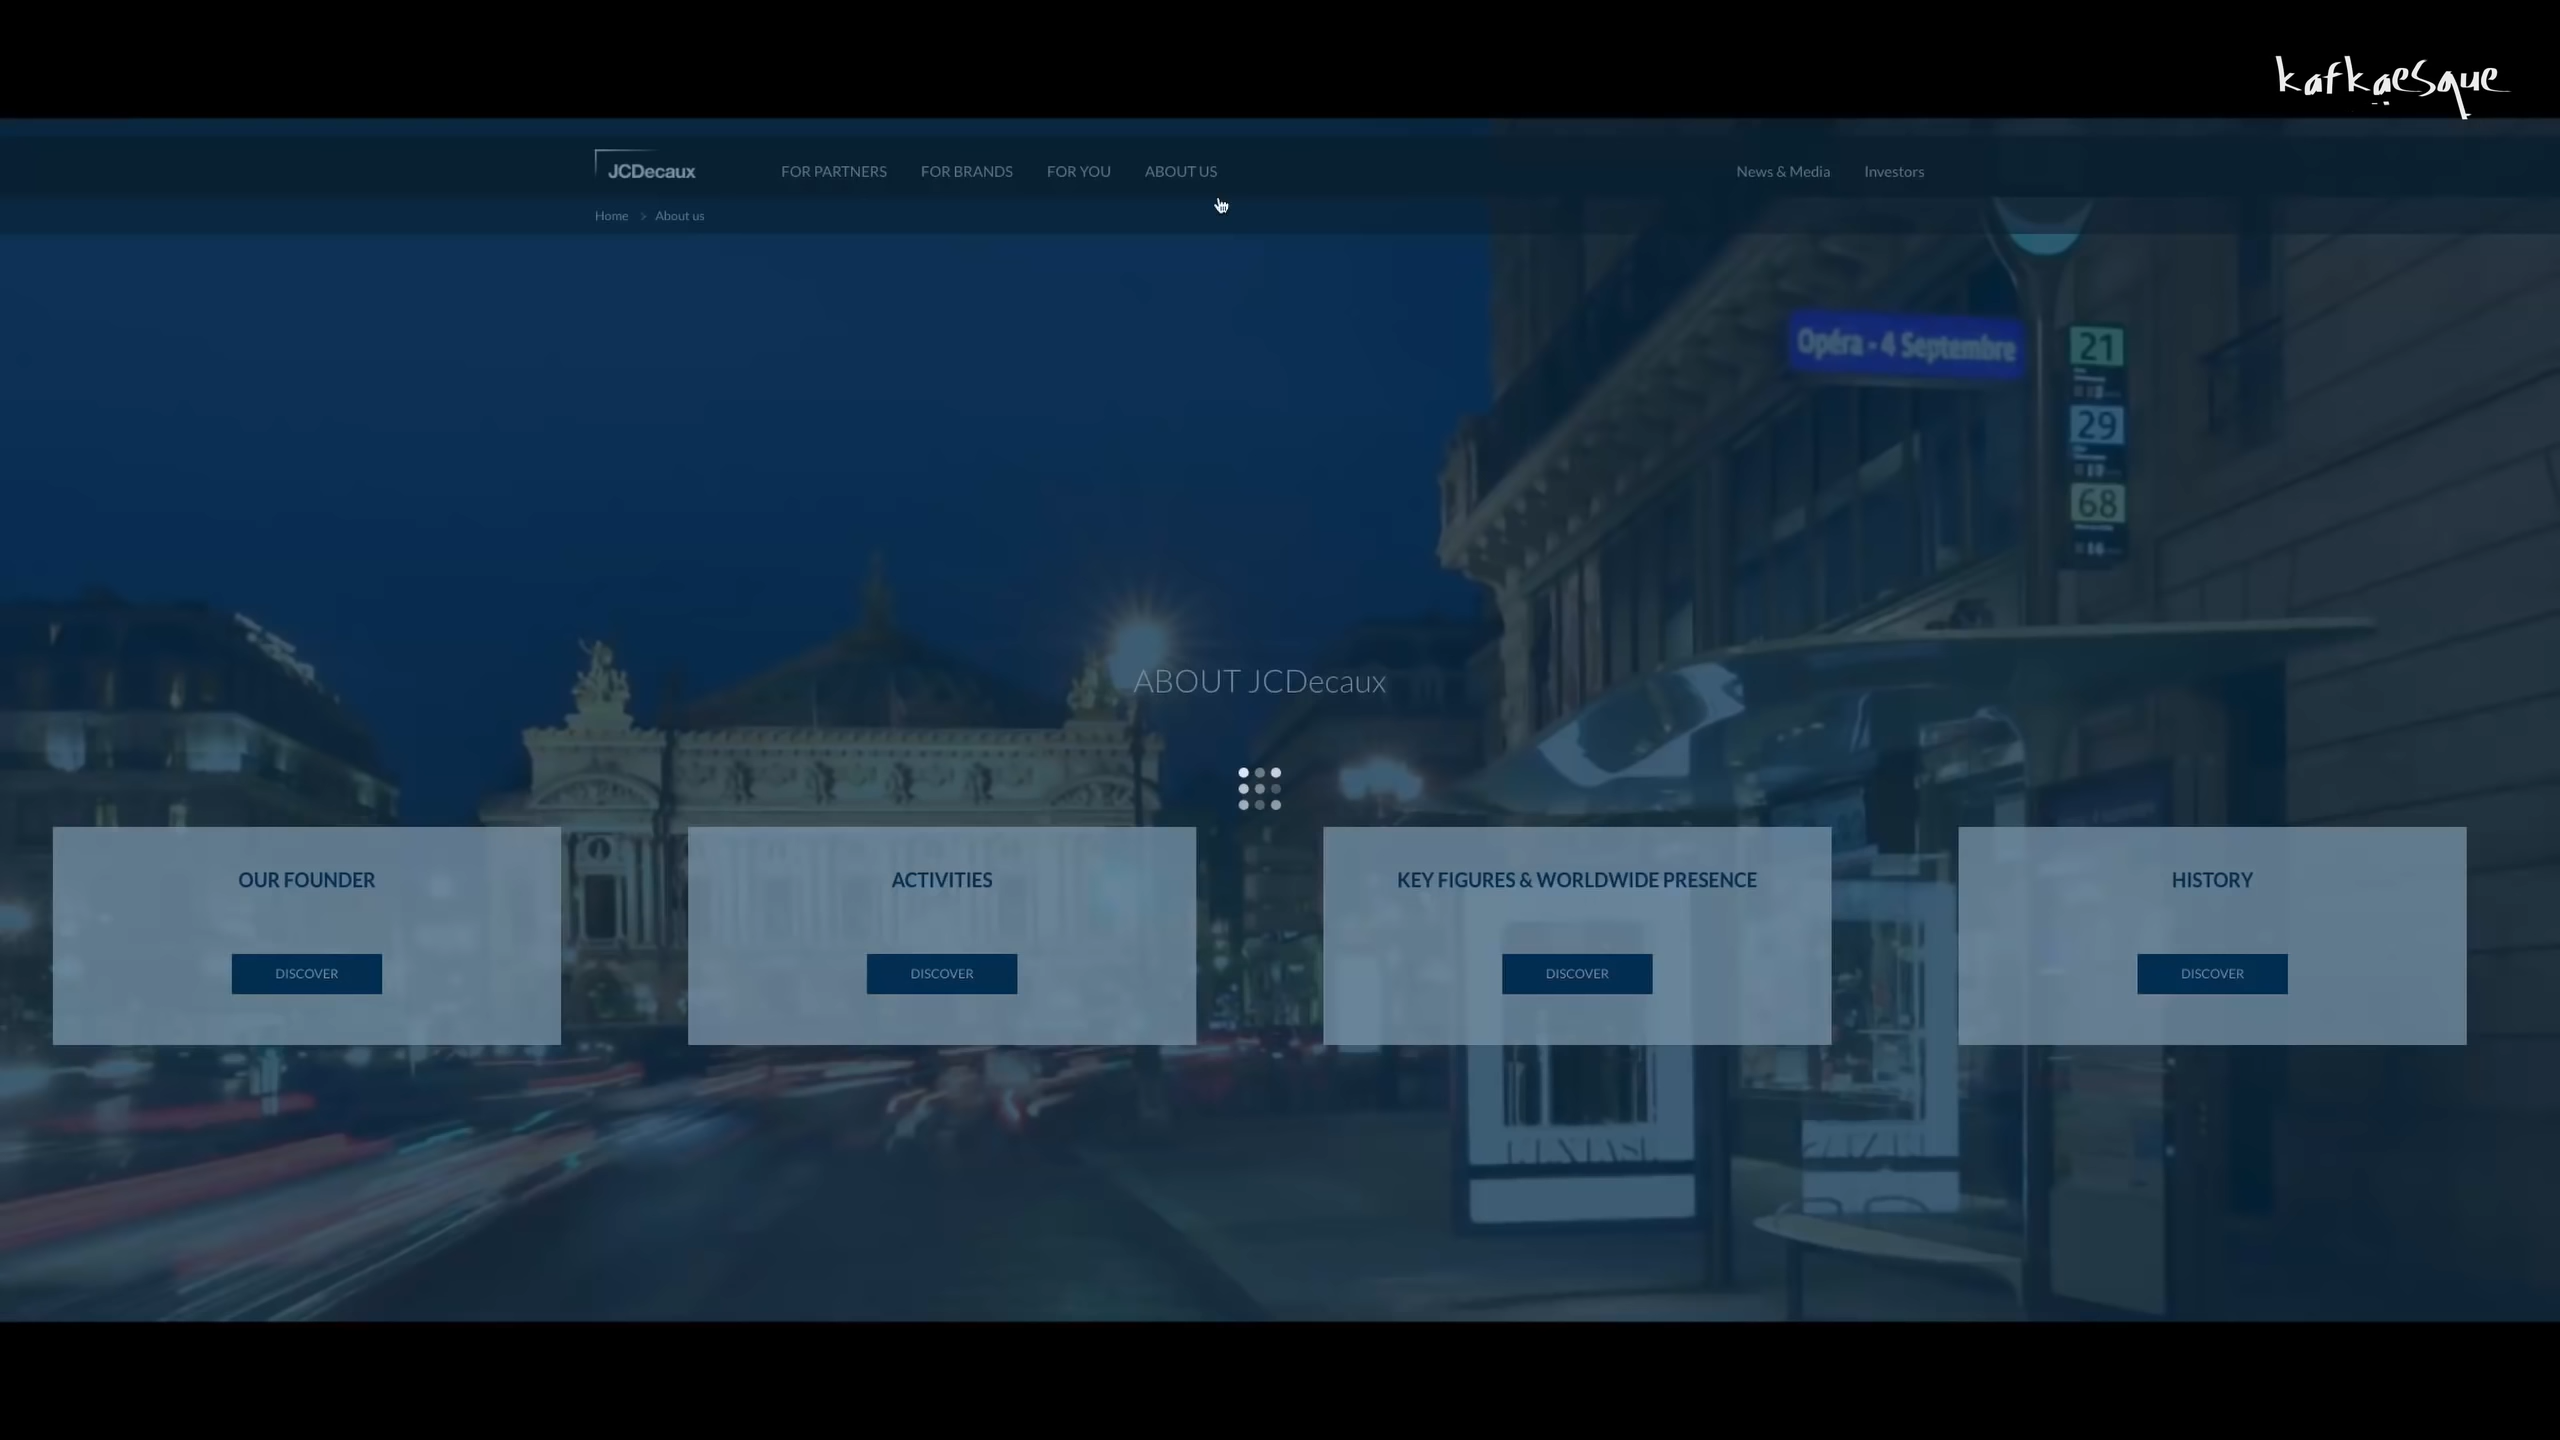 kafkaesque
JCDecaux
FOR PARTNERS
FOR BRANDS
FOR YOU
ABOUT US
News & Media
Investors
Home > About us
Opéra - 4 Septembre
21
29
68
ABOUT JCDecaux
OUR FOUNDER
DISCOVER
ACTIVITIES
DISCOVER
KEY FIGURES & WORLDWIDE PRESENCE
DISCOVER
HISTORY
DISCOVER